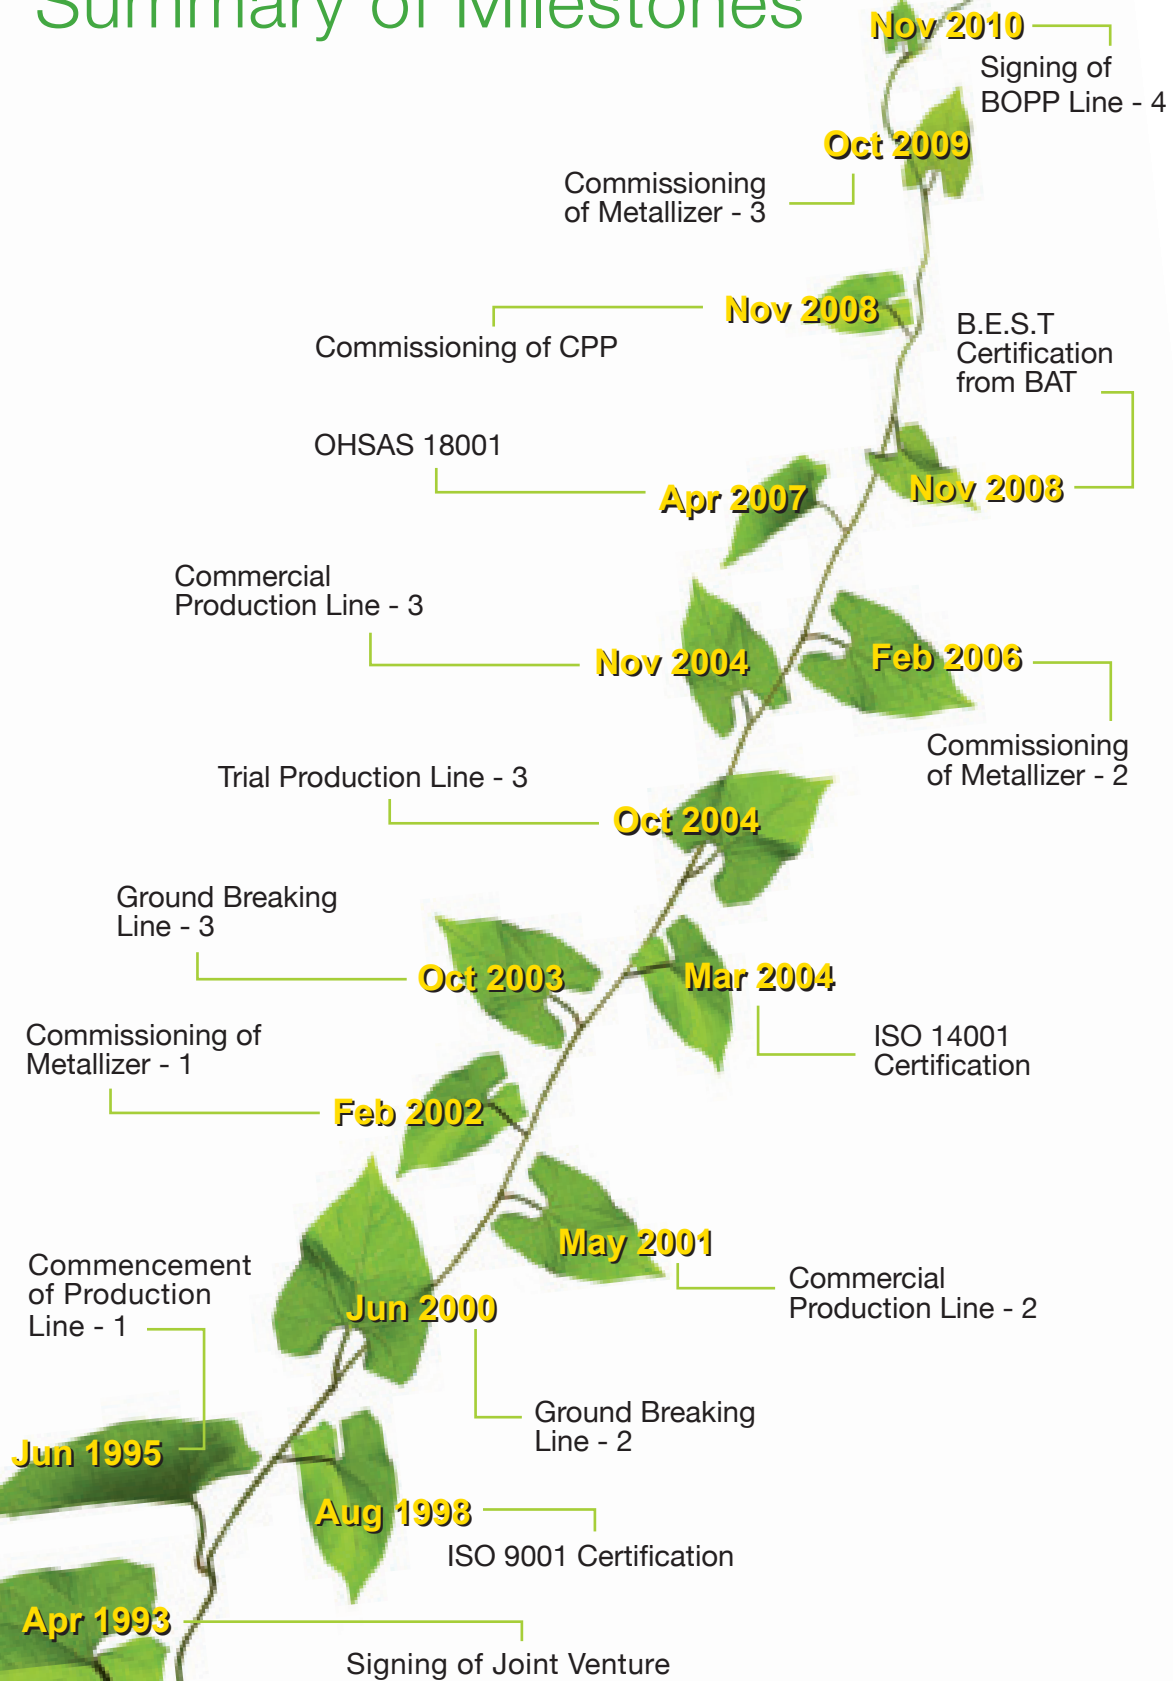 Summary of Milestones
Nov 2010
Signing of
BOPP Line - 4
Oct 2009
Commissioning
of Metallizer - 3
Nov 2008
Commissioning of CPP
B.E.S.T
Certification
from BAT
Nov 2008
OHSAS 18001
Apr 2007
Commercial
Production Line - 3
Nov 2004
Feb 2006
Commissioning
of Metallizer - 2
Trial Production Line - 3
Oct 2004
Ground Breaking
Line - 3
Oct 2003
Mar 2004
ISO 14001
Certification
Commissioning of
Metallizer - 1
Feb 2002
May 2001
Commercial
Production Line - 2
Commencement
of Production
Line - 1
Jun 2000
Ground Breaking
Line - 2
Jun 1995
Aug 1998
ISO 9001 Certification
Apr 1993
Signing of Joint Venture